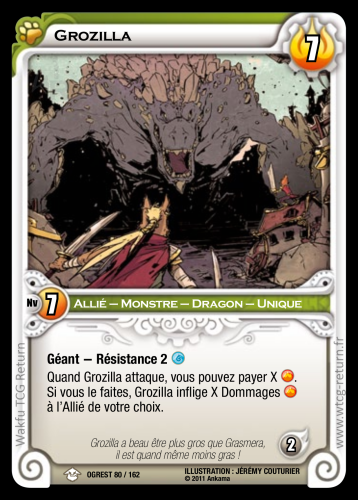 Grozilla
7
Nv 7 Allié – Monstre – Dragon – Unique
Géant – Résistance 2
Quand Grozilla attaque, vous pouvez payer X .
Si vous le faites, Grozilla inflige X Dommages
à l'Allié de votre choix.
Grozilla a beau être plus gros que Grasmera,
il est quand même moins gras !
2
OGREST 80 / 162
ILLUSTRATION : JÉRÉMY COUTURIER
© 2011 Ankama
Wakfu TCG Return
www.wtcg-return.fr